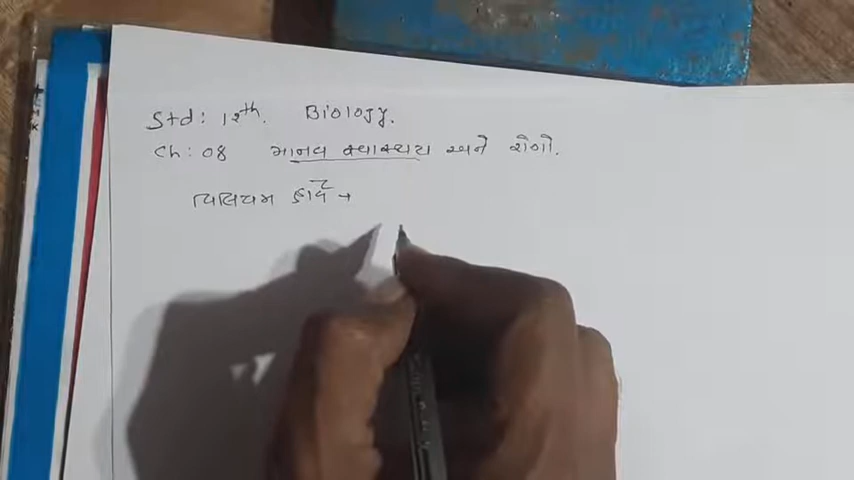 Std: 12th. Biology.
Ch: 08 માનવ સ્વાસ્થ્ય અને રોગો.
વિલિયમ હાર્વે →